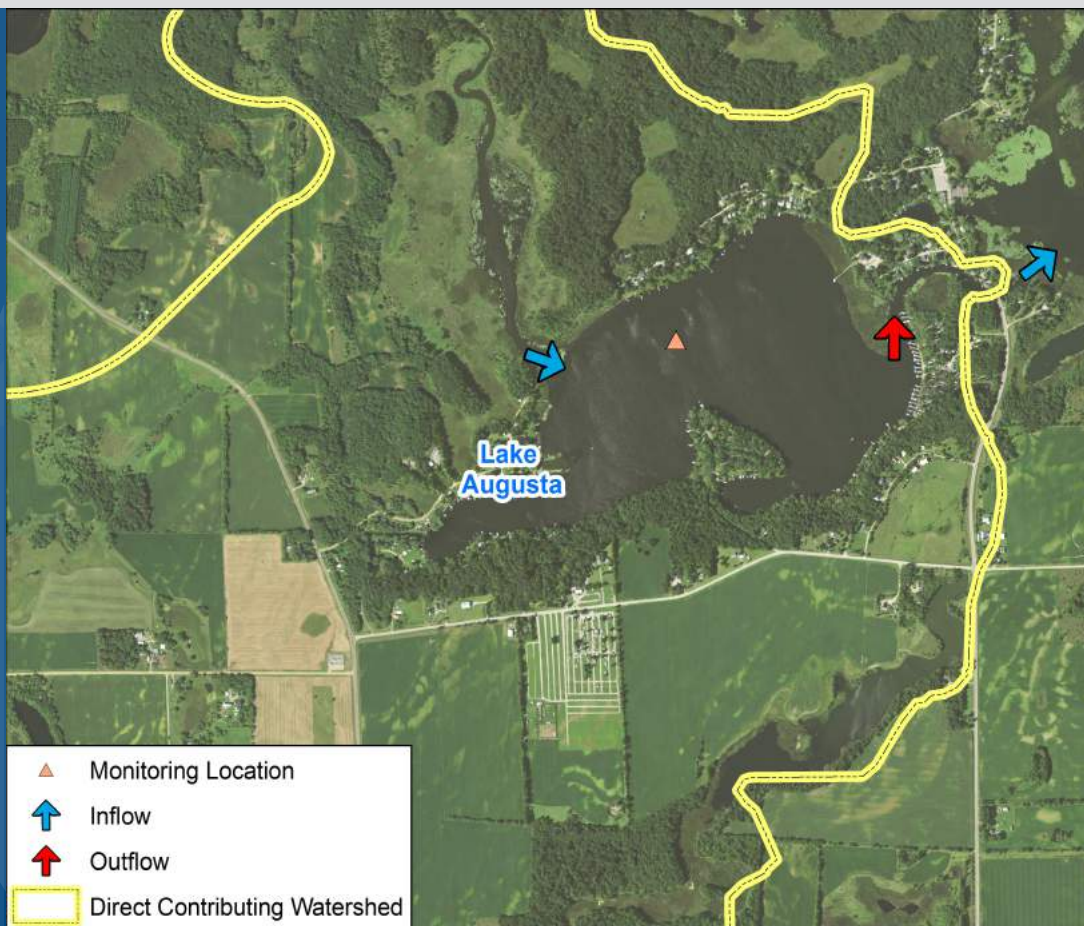 Lake
Augusta
Monitoring Location
Inflow
Outflow
Direct Contributing Watershed